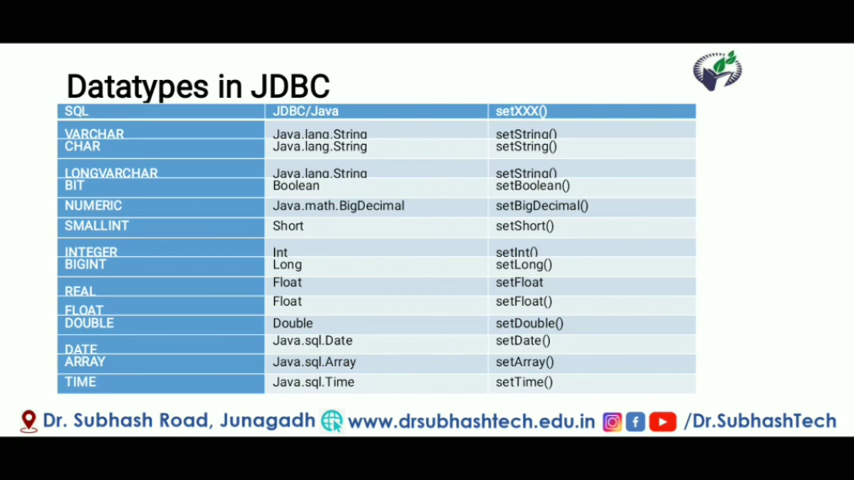 Datatypes in JDBC
SQL JDBC/Java setXXX()
VARCHAR Java.lang.String setString()
CHAR Java.lang.String setString()
LONGVARCHAR Java.lang.String setString()
BIT Boolean setBoolean()
NUMERIC Java.math.BigDecimal setBigDecimal()
SMALLINT Short setShort()
INTEGER Int setInt()
BIGINT Long setLong()
REAL Float setFloat
FLOAT Float setFloat()
DOUBLE Double setDouble()
DATE Java.sql.Date setDate()
ARRAY Java.sql.Array setArray()
TIME Java.sql.Time setTime()
Dr. Subhash Road, Junagadh www.drsubhashtech.edu.in /Dr.SubhashTech